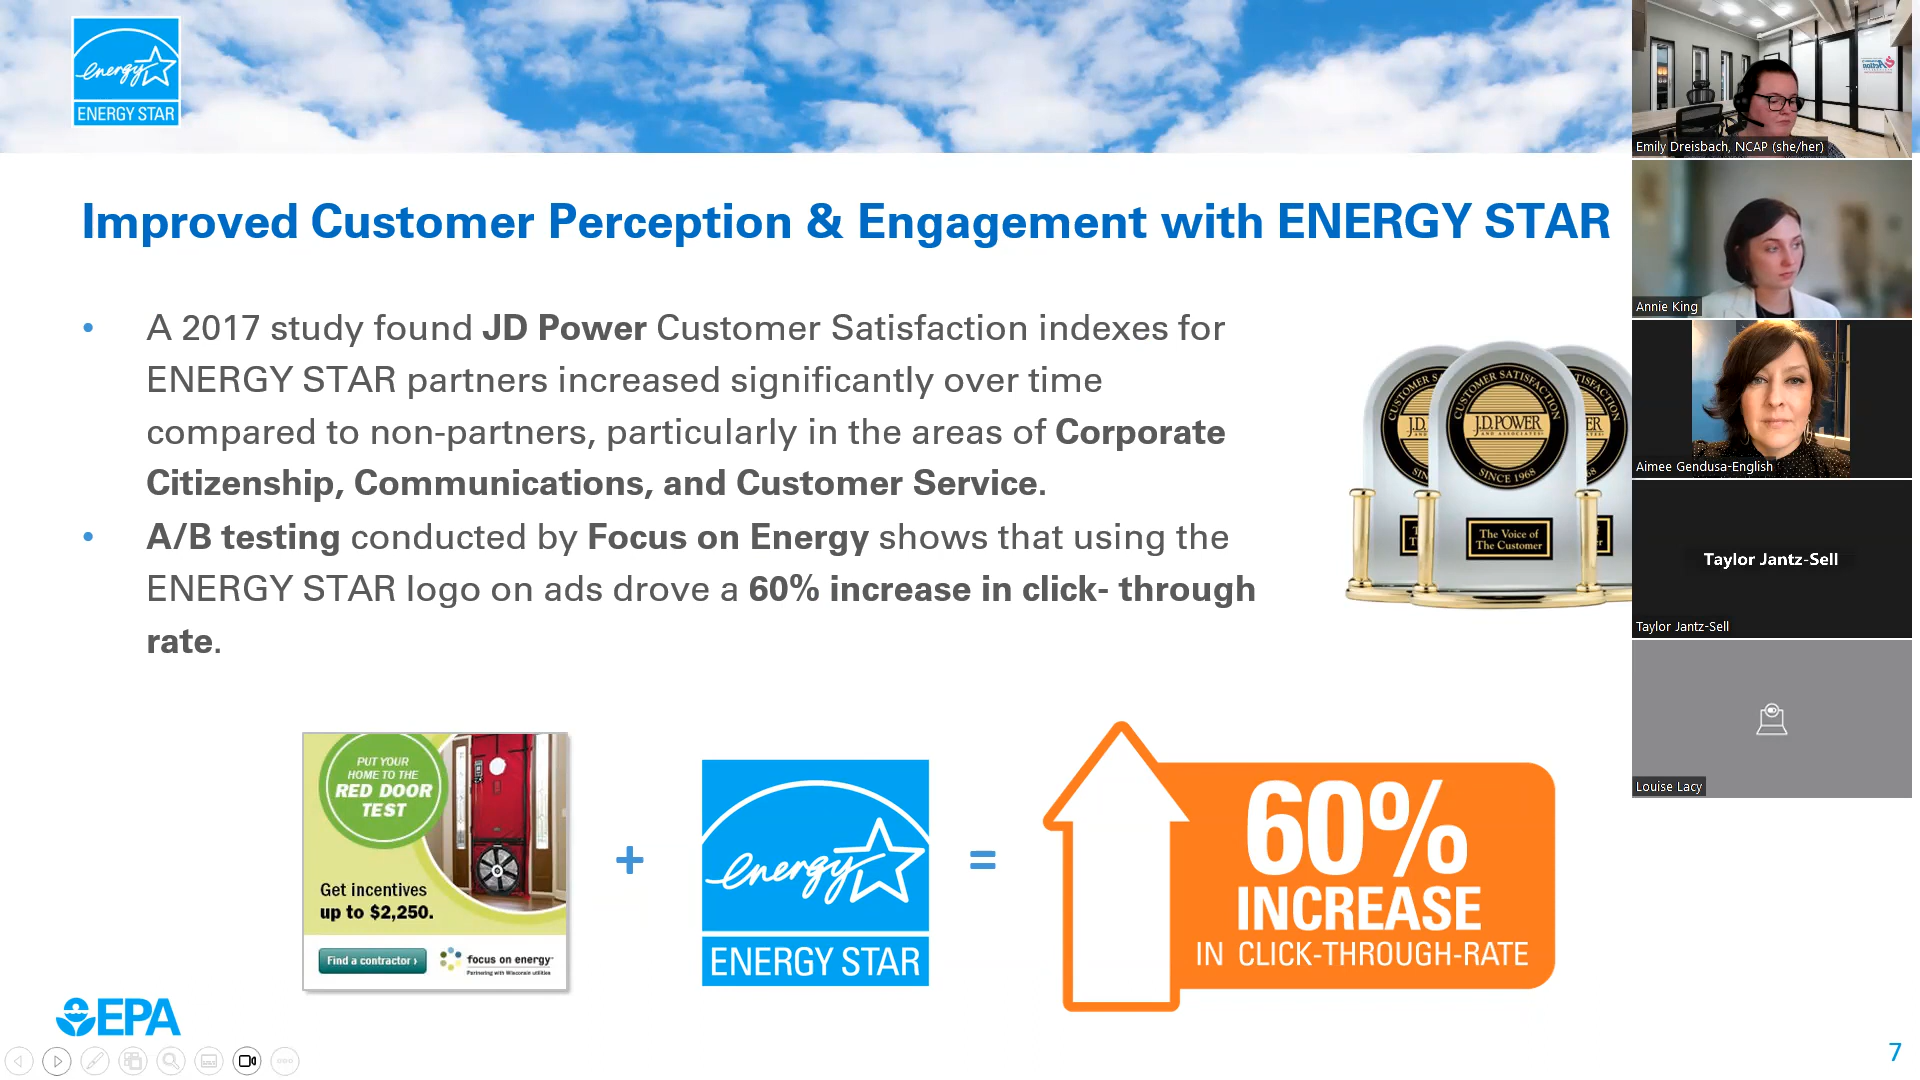 energy
ENERGY STAR
Improved Customer Perception & Engagement with ENERGY STAR
• A 2017 study found JD Power Customer Satisfaction indexes for
ENERGY STAR partners increased significantly over time
compared to non-partners, particularly in the areas of Corporate
Citizenship, Communications, and Customer Service.
• A/B testing conducted by Focus on Energy shows that using the
ENERGY STAR logo on ads drove a 60% increase in click- through
rate.
CUSTOMER SATISFACTION
J.D. POWER
AND ASSOCIATES
SINCE 1968
The Voice of
The Customer
PUT YOUR
HOME TO THE
RED DOOR
TEST
Get incentives
up to $2,250.
Find a contractor ›
focus on energy
Partnering with Wisconsin utilities
+
energy
ENERGY STAR
=
60%
INCREASE
IN CLICK-THROUGH-RATE
EPA
7
Emily Dreisbach, NCAP (she/her)
Annie King
Aimee Gendusa-English
Taylor Jantz-Sell
Taylor Jantz-Sell
Louise Lacy